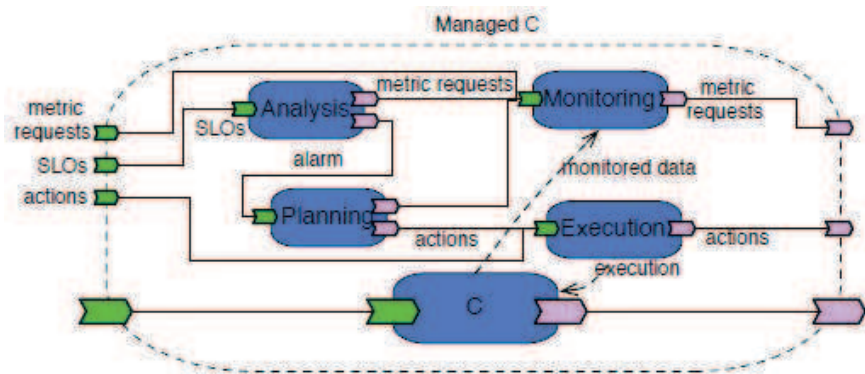 Managed C
metric
requests
SLOs
actions
SLOs
Analysis
metric requests
Monitoring
metric
requests
alarm
monitored data
Planning
actions
Execution
actions
execution
C